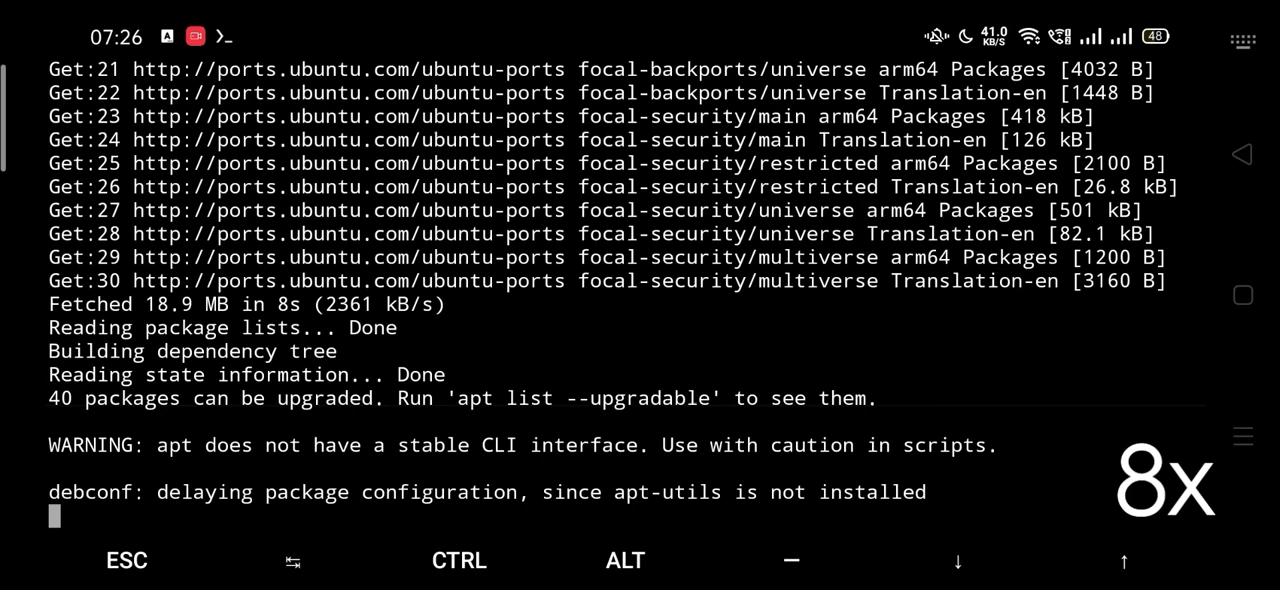 07:26 A >_ 41.0 KB/S 48
Get:21 http://ports.ubuntu.com/ubuntu-ports focal-backports/universe arm64 Packages [4032 B]
Get:22 http://ports.ubuntu.com/ubuntu-ports focal-backports/universe Translation-en [1448 B]
Get:23 http://ports.ubuntu.com/ubuntu-ports focal-security/main arm64 Packages [418 kB]
Get:24 http://ports.ubuntu.com/ubuntu-ports focal-security/main Translation-en [126 kB]
Get:25 http://ports.ubuntu.com/ubuntu-ports focal-security/restricted arm64 Packages [2100 B]
Get:26 http://ports.ubuntu.com/ubuntu-ports focal-security/restricted Translation-en [26.8 kB]
Get:27 http://ports.ubuntu.com/ubuntu-ports focal-security/universe arm64 Packages [501 kB]
Get:28 http://ports.ubuntu.com/ubuntu-ports focal-security/universe Translation-en [82.1 kB]
Get:29 http://ports.ubuntu.com/ubuntu-ports focal-security/multiverse arm64 Packages [1200 B]
Get:30 http://ports.ubuntu.com/ubuntu-ports focal-security/multiverse Translation-en [3160 B]
Fetched 18.9 MB in 8s (2361 kB/s)
Reading package lists... Done
Building dependency tree
Reading state information... Done
40 packages can be upgraded. Run 'apt list --upgradable' to see them.
WARNING: apt does not have a stable CLI interface. Use with caution in scripts.
debconf: delaying package configuration, since apt-utils is not installed
8x
ESC ↹ CTRL ALT — ↓ ↑